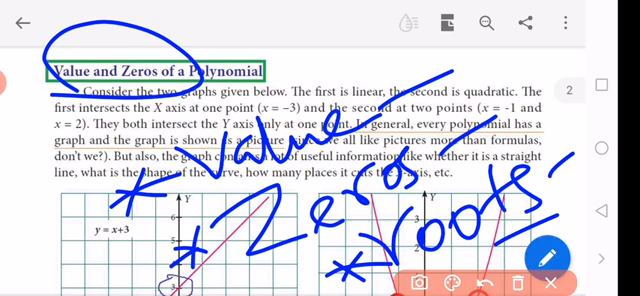 2
Value and Zeros of a Polynomial
Consider the two graphs given below. The first is linear, the second is quadratic. The
first intersects the X axis at one point (x = −3) and the second at two points (x = -1 and
x = 2). They both intersect the Y axis only at one point. In general, every polynomial has a
graph and the graph is shown as a picture (since we all like pictures more than formulas,
don't we?). But also, the graph contains a lot of useful information like whether it is a straight
line, what is the shape of the curve, how many places it cuts the X-axis, etc.
* Value
* Zeros
* roots
Y
6
y = x+3
5
3
Y
3
2